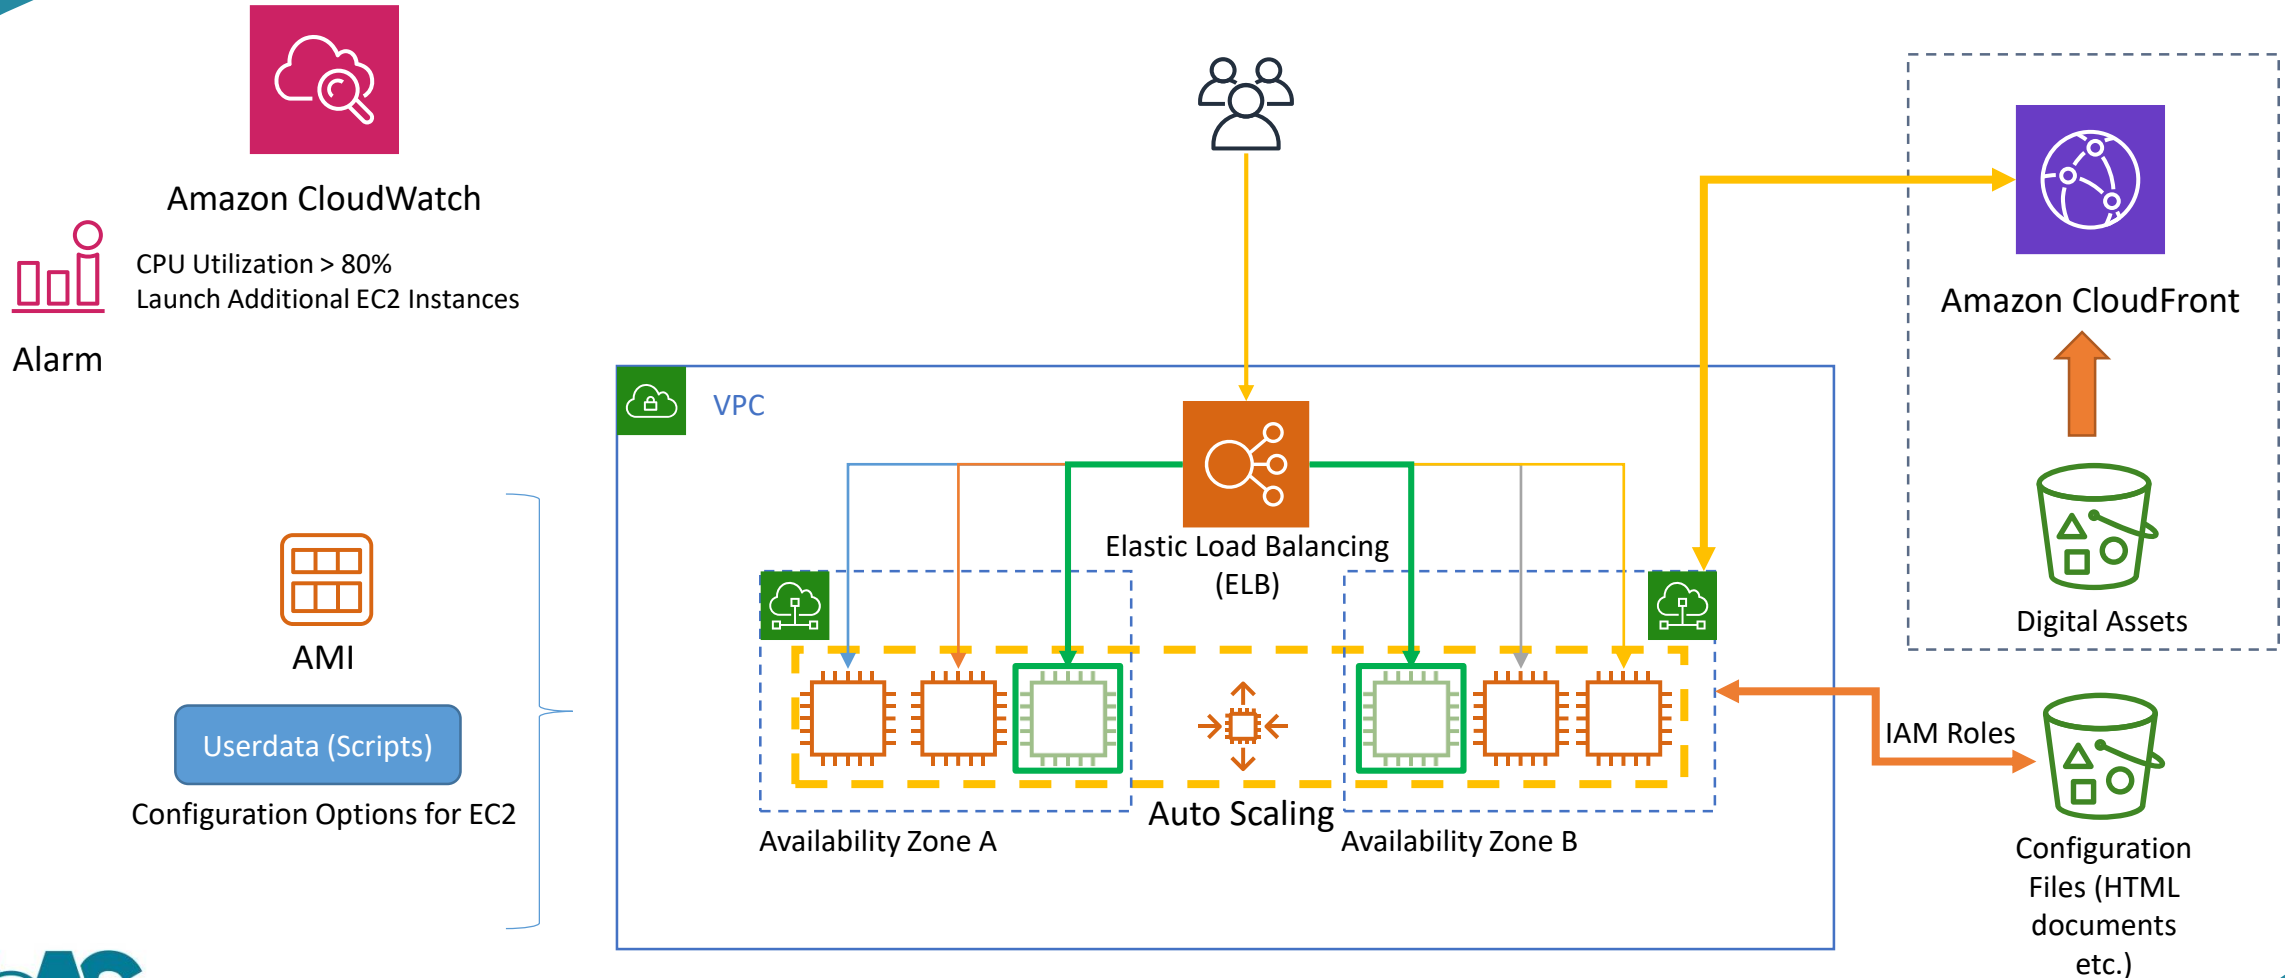 Amazon CloudWatch
CPU Utilization > 80%
Launch Additional EC2 Instances
Alarm
AMI
Userdata (Scripts)
Configuration Options for EC2
VPC
Elastic Load Balancing
(ELB)
Auto Scaling
Availability Zone A
Availability Zone B
Amazon CloudFront
Digital Assets
IAM Roles
Configuration
Files (HTML
documents
etc.)